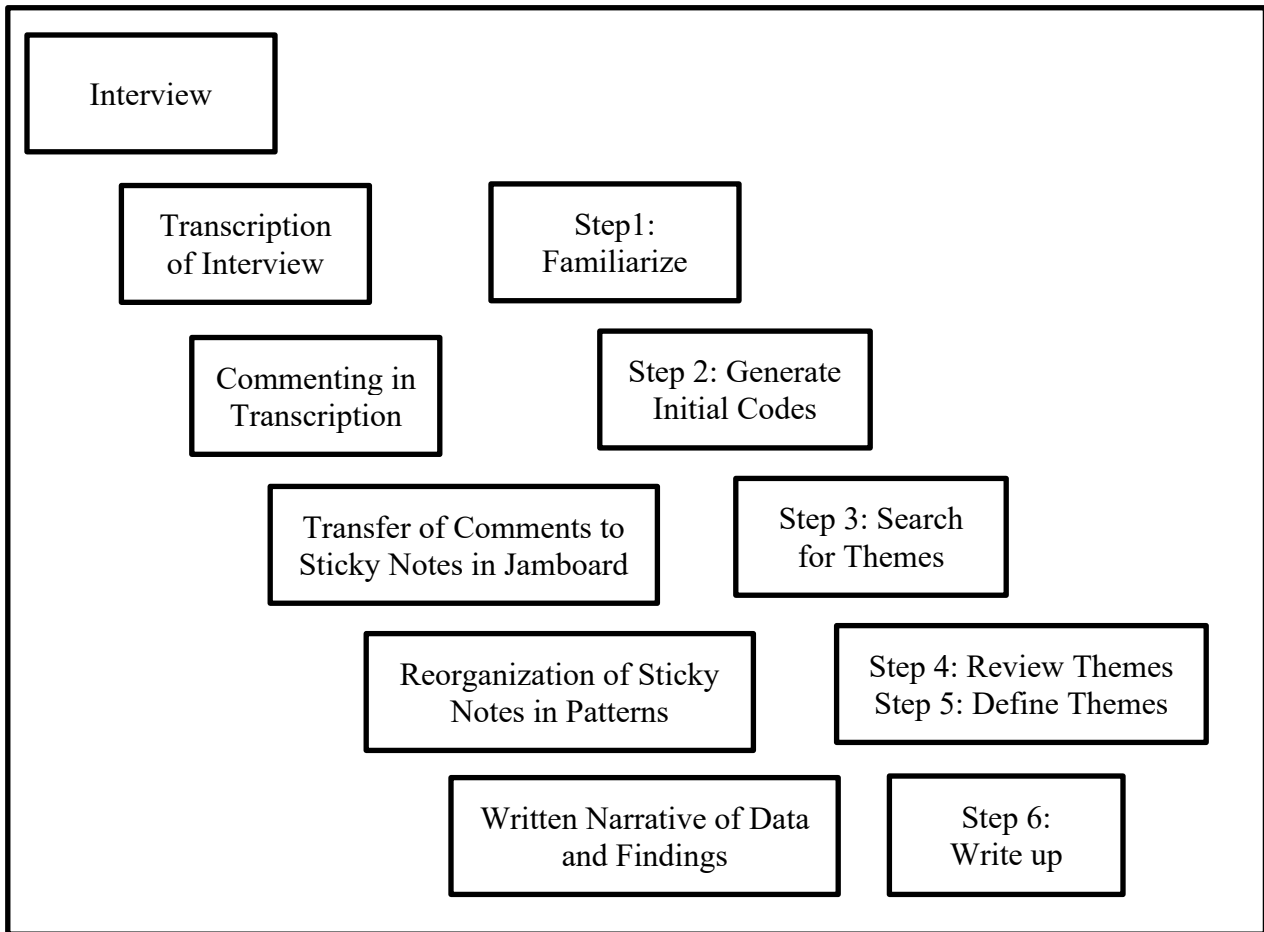 Interview
Transcription
of Interview
Step1:
Familiarize
Commenting in
Transcription
Step 2: Generate
Initial Codes
Transfer of Comments to
Sticky Notes in Jamboard
Step 3: Search
for Themes
Reorganization of Sticky
Notes in Patterns
Step 4: Review Themes
Step 5: Define Themes
Written Narrative of Data
and Findings
Step 6:
Write up